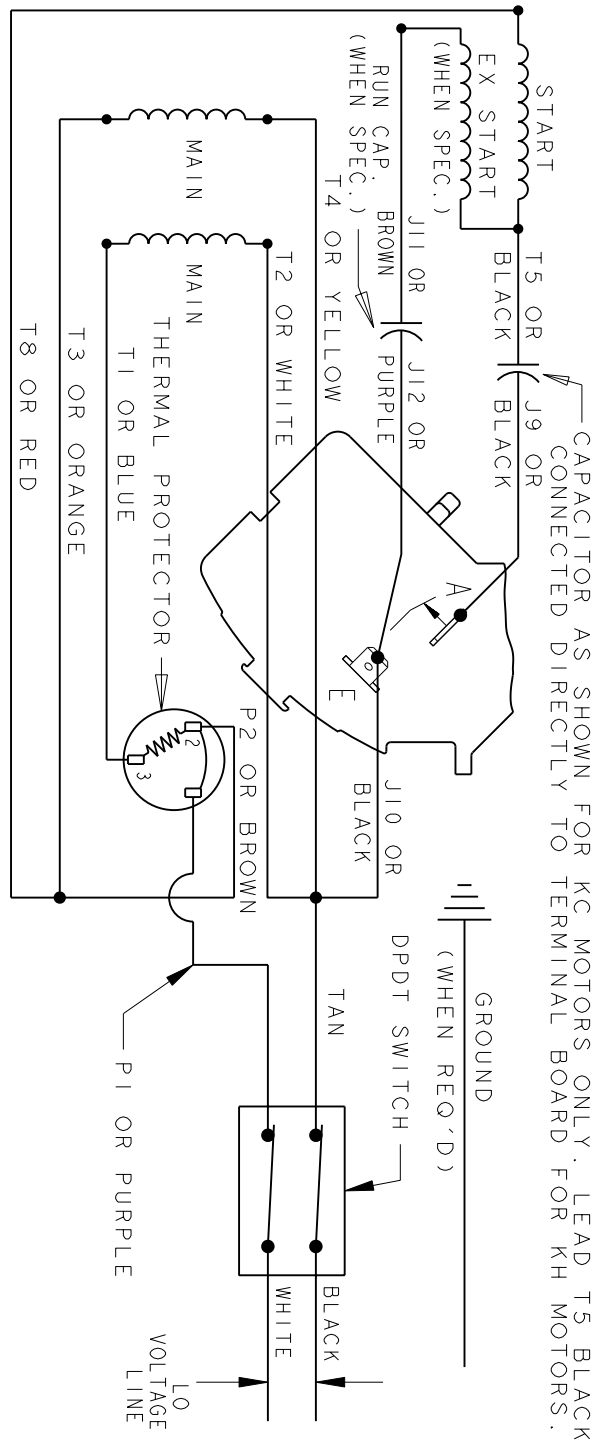 CAPACITOR AS SHOWN FOR KC MOTORS ONLY. LEAD T5 BLACK
CONNECTED DIRECTLY TO TERMINAL BOARD FOR KH MOTORS.
START
EX START
(WHEN SPEC.)
T5 OR
BLACK
J9 OR
BLACK
RUN CAP.
(WHEN SPEC.)
J11 OR
BROWN
J12 OR
PURPLE
A
E
J10 OR
BLACK
GROUND
(WHEN REQ'D)
DPDT SWITCH
MAIN
T4 OR YELLOW
TAN
BLACK
WHITE
LO
VOLTAGE
LINE
MAIN
T2 OR WHITE
P2 OR BROWN
THERMAL PROTECTOR
2
3
T1 OR BLUE
P1 OR PURPLE
T3 OR ORANGE
T8 OR RED